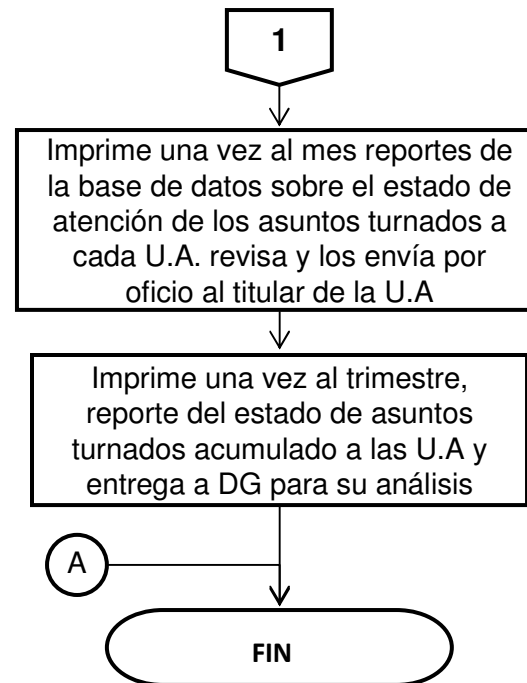 1
Imprime una vez al mes reportes de
la base de datos sobre el estado de
atención de los asuntos turnados a
cada U.A. revisa y los envía por
oficio al titular de la U.A
Imprime una vez al trimestre,
reporte del estado de asuntos
turnados acumulado a las U.A y
entrega a DG para su análisis
A
FIN